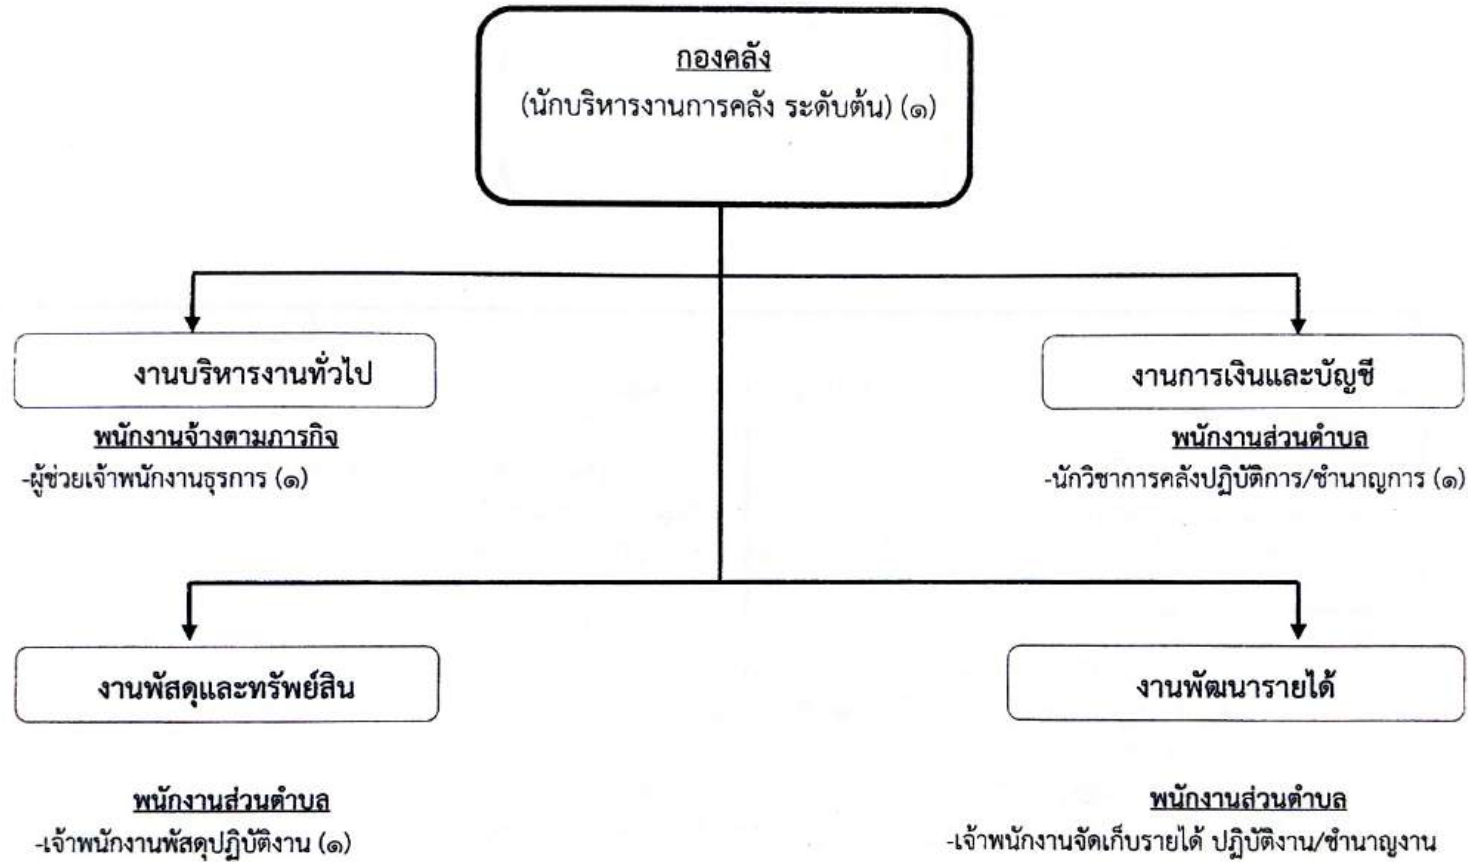 กองคลัง
(นักบริหารงานการคลัง ระดับต้น) (๑)
งานบริหารงานทั่วไป
พนักงานจ้างตามภารกิจ
-ผู้ช่วยเจ้าพนักงานธุรการ (๑)
งานการเงินและบัญชี
พนักงานส่วนตำบล
-นักวิชาการคลังปฏิบัติการ/ชำนาญการ (๑)
งานพัสดุและทรัพย์สิน
พนักงานส่วนตำบล
-เจ้าพนักงานพัสดุปฏิบัติงาน (๑)
งานพัฒนารายได้
พนักงานส่วนตำบล
-เจ้าพนักงานจัดเก็บรายได้ ปฏิบัติงาน/ชำนาญงาน